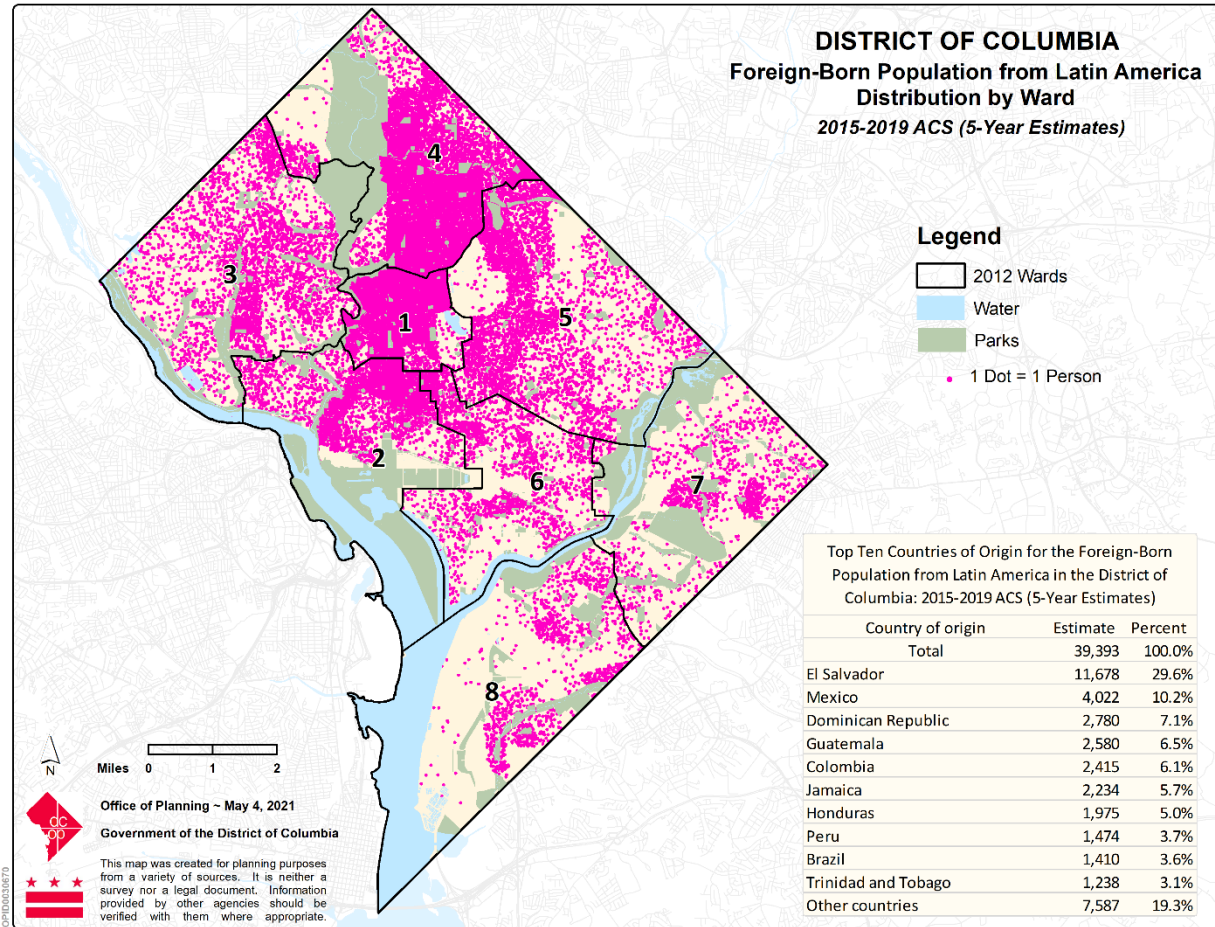 DISTRICT OF COLUMBIA
Foreign-Born Population from Latin America
Distribution by Ward
2015-2019 ACS (5-Year Estimates)
4
3
1
5
2
6
7
8
Legend
2012 Wards
Water
Parks
1 Dot = 1 Person
Top Ten Countries of Origin for the Foreign-Born
Population from Latin America in the District of
Columbia: 2015-2019 ACS (5-Year Estimates)
Country of origin Estimate Percent
Total 39,393 100.0%
El Salvador 11,678 29.6%
Mexico 4,022 10.2%
Dominican Republic 2,780 7.1%
Guatemala 2,580 6.5%
Colombia 2,415 6.1%
Jamaica 2,234 5.7%
Honduras 1,975 5.0%
Peru 1,474 3.7%
Brazil 1,410 3.6%
Trinidad and Tobago 1,238 3.1%
Other countries 7,587 19.3%
N
Miles 0 1 2
dc
op
Office of Planning ~ May 4, 2021
Government of the District of Columbia
This map was created for planning purposes
from a variety of sources. It is neither a
survey nor a legal document. Information
provided by other agencies should be
verified with them where appropriate.
OPID0030670